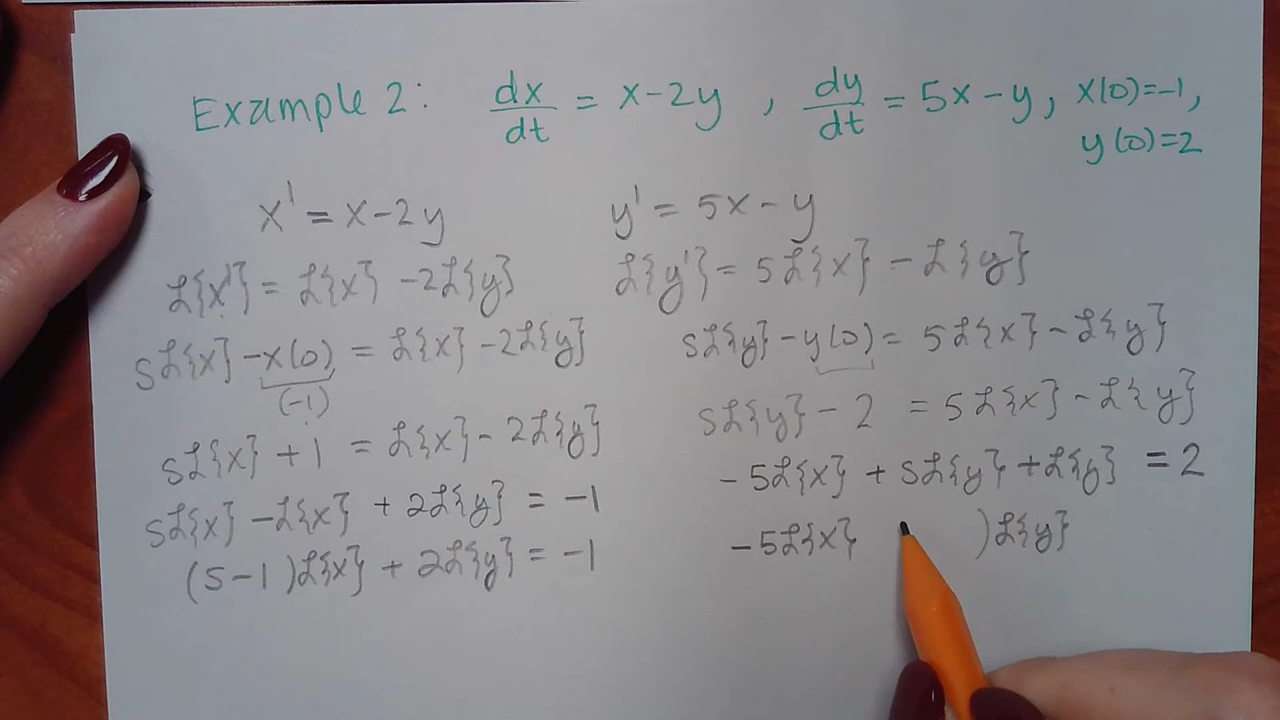 Example 2: dx/dt = x-2y , dy/dt = 5x-y, x(0)=-1,
y(0)=2
x' = x-2y
y' = 5x-y
ℒ{x'} = ℒ{x} -2ℒ{y}
ℒ{y'} = 5ℒ{x} -ℒ{y}
sℒ{x} -x(0) = ℒ{x} -2ℒ{y}
(-1)
sℒ{y} -y(0) = 5ℒ{x} -ℒ{y}
sℒ{x} +1 = ℒ{x} -2ℒ{y}
sℒ{y} -2 = 5ℒ{x} -ℒ{y}
sℒ{x} -ℒ{x} +2ℒ{y} = -1
-5ℒ{x} +sℒ{y} +ℒ{y} = 2
(s-1)ℒ{x} + 2ℒ{y} = -1
-5ℒ{x} )ℒ{y}